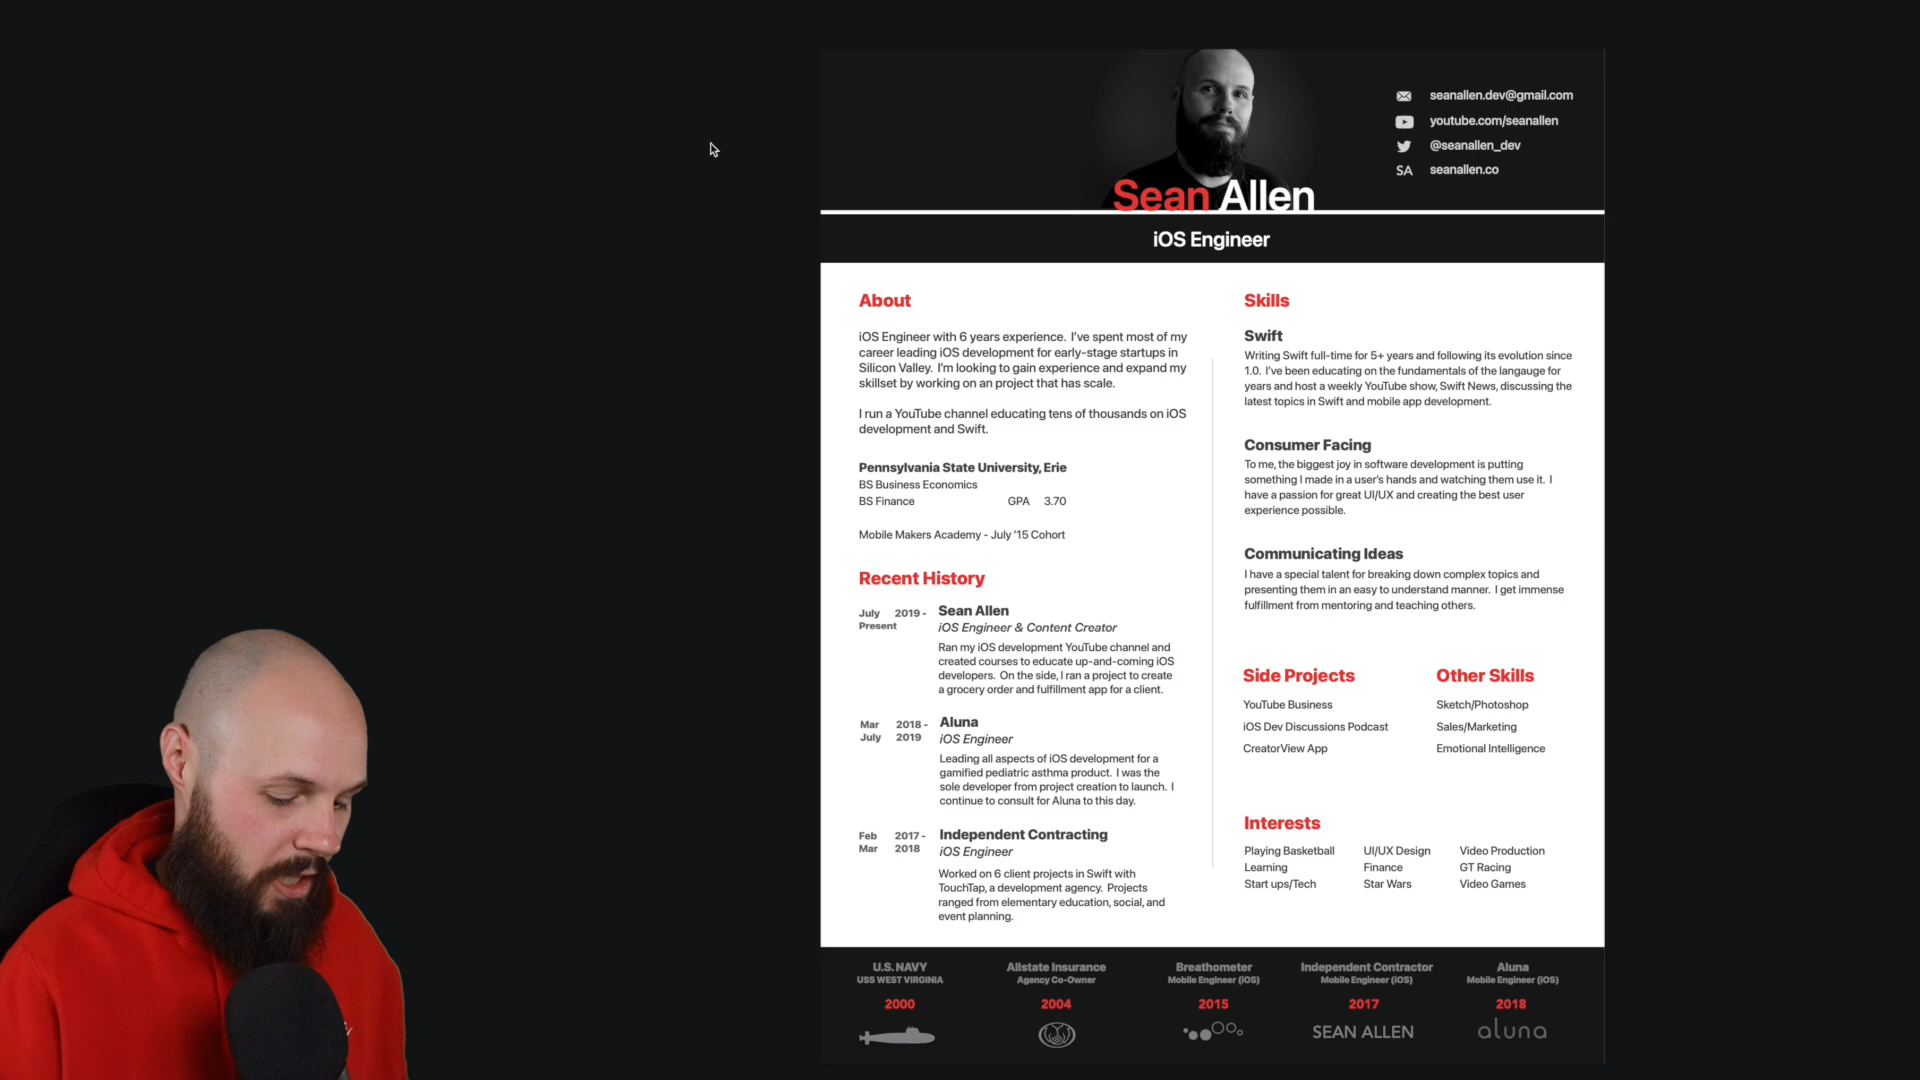 seanallen.dev@gmail.com
youtube.com/seanallen
@seanallen_dev
SA seanallen.co
Sean Allen
iOS Engineer
About
iOS Engineer with 6 years experience. I've spent most of my
career leading iOS development for early-stage startups in
Silicon Valley. I'm looking to gain experience and expand my
skillset by working on an project that has scale.
I run a YouTube channel educating tens of thousands on iOS
development and Swift.
Pennsylvania State University, Erie
BS Business Economics
BS Finance GPA 3.70
Mobile Makers Academy - July '15 Cohort
Recent History
July 2019 -
Present
Sean Allen
iOS Engineer & Content Creator
Ran my iOS development YouTube channel and
created courses to educate up-and-coming iOS
developers. On the side, I ran a project to create
a grocery order and fulfillment app for a client.
Mar 2018 -
July 2019
Aluna
iOS Engineer
Leading all aspects of iOS development for a
gamified pediatric asthma product. I was the
sole developer from project creation to launch. I
continue to consult for Aluna to this day.
Feb 2017 -
Mar 2018
Independent Contracting
iOS Engineer
Worked on 6 client projects in Swift with
TouchTap, a development agency. Projects
ranged from elementary education, social, and
event planning.
Skills
Swift
Writing Swift full-time for 5+ years and following its evolution since
1.0. I've been educating on the fundamentals of the langauge for
years and host a weekly YouTube show, Swift News, discussing the
latest topics in Swift and mobile app development.
Consumer Facing
To me, the biggest joy in software development is putting
something I made in a user's hands and watching them use it. I
have a passion for great UI/UX and creating the best user
experience possible.
Communicating Ideas
I have a special talent for breaking down complex topics and
presenting them in an easy to understand manner. I get immense
fulfillment from mentoring and teaching others.
Side Projects
YouTube Business
iOS Dev Discussions Podcast
CreatorView App
Other Skills
Sketch/Photoshop
Sales/Marketing
Emotional Intelligence
Interests
Playing Basketball UI/UX Design Video Production
Learning Finance GT Racing
Start ups/Tech Star Wars Video Games
U.S. NAVY
USS WEST VIRGINIA
2000
Allstate Insurance
Agency Co-Owner
2004
Breathometer
Mobile Engineer (iOS)
2015
Independent Contractor
Mobile Engineer (iOS)
2017
SEAN ALLEN
Aluna
Mobile Engineer (iOS)
2018
aluna